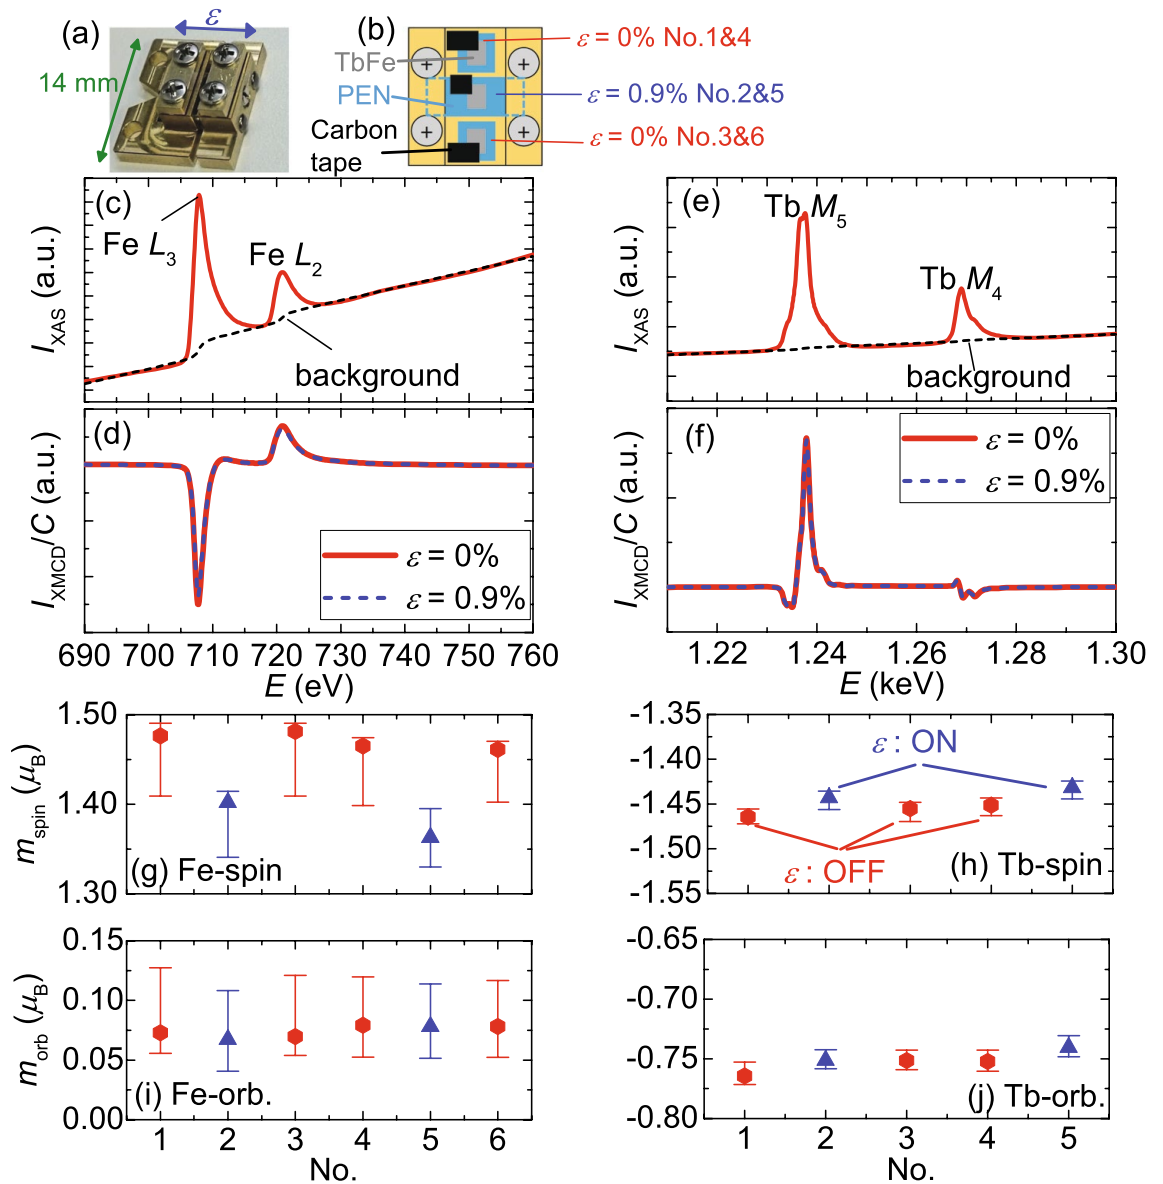 (a)
ε
14 mm
(b)
TbFe
PEN
Carbon
tape
ε = 0% No.1&4
ε = 0.9% No.2&5
ε = 0% No.3&6
(c)
Fe L3
Fe L2
background
IXAS (a.u.)
(e)
Tb M5
Tb M4
background
IXAS (a.u.)
(d)
ε = 0%
ε = 0.9%
IXMCD/C (a.u.)
690 700 710 720 730 740 750 760
E (eV)
(f)
ε = 0%
ε = 0.9%
IXMCD/C (a.u.)
1.22 1.24 1.26 1.28 1.30
E (keV)
1.50
1.40
1.30
mspin (μB)
(g) Fe-spin
-1.35
-1.40
-1.45
-1.50
-1.55
ε : ON
ε : OFF
(h) Tb-spin
0.15
0.10
0.05
0.00
morb (μB)
(i) Fe-orb.
1 2 3 4 5 6
No.
-0.65
-0.70
-0.75
-0.80
(j) Tb-orb.
1 2 3 4 5
No.